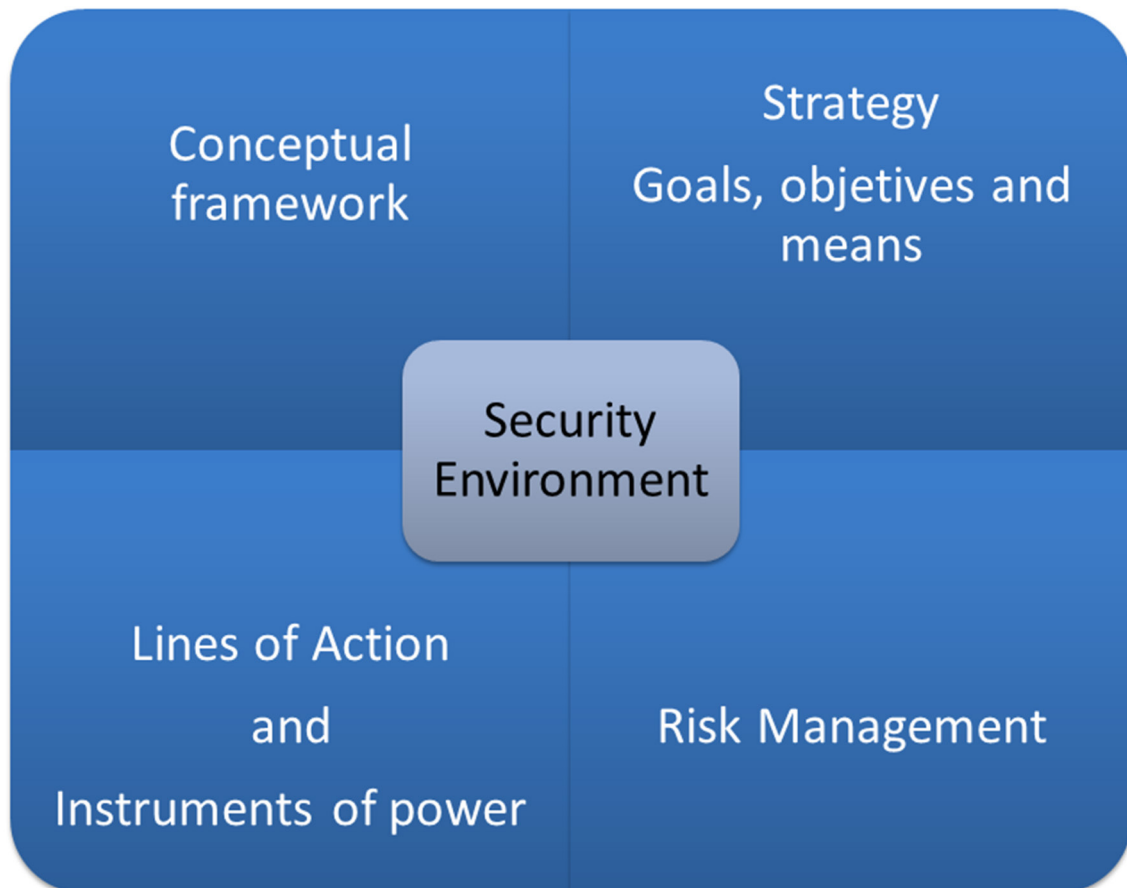 Conceptual
framework
Strategy
Goals, objetives and
means
Security
Environment
Lines of Action
and
Instruments of power
Risk Management